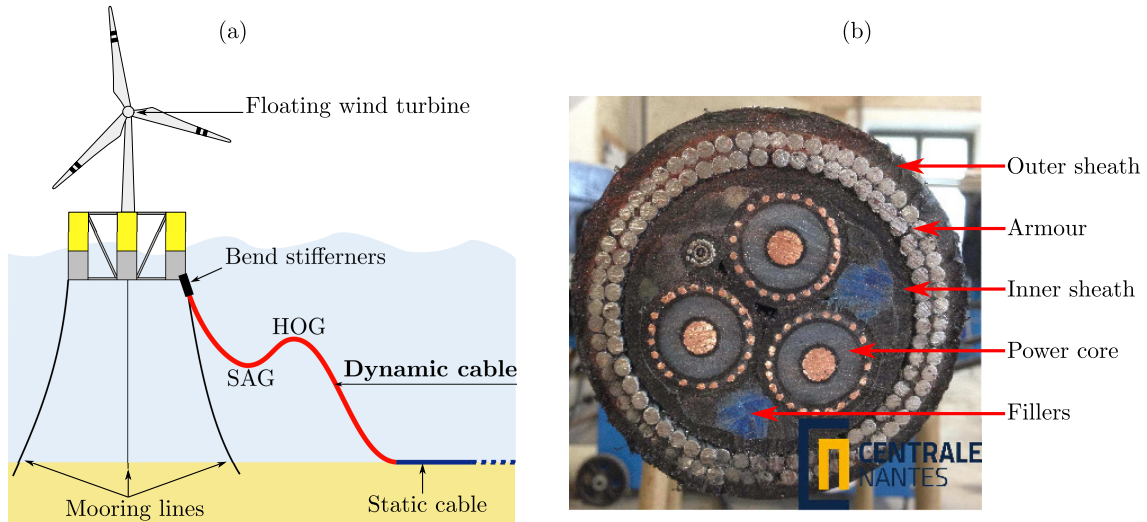 (a)
Floating wind turbine
Bend stifferners
HOG
SAG
Dynamic cable
Mooring lines
Static cable
(b)
Outer sheath
Armour
Inner sheath
Power core
Fillers
CENTRALE
NANTES